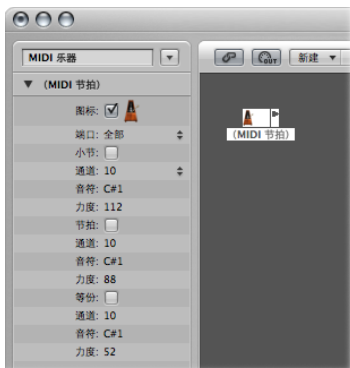 MIDI 乐器
OUT
新建
(MIDI 节拍)
图标:
端口: 全部
小节:
通道: 10
音符: C#1
力度: 112
节拍:
通道: 10
音符: C#1
力度: 88
等份:
通道: 10
音符: C#1
力度: 52
(MIDI 节拍)